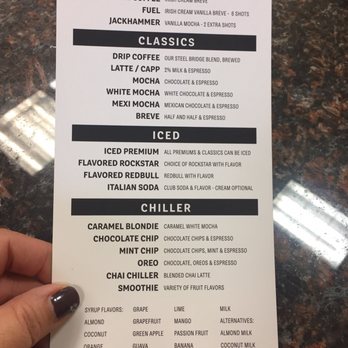 IRISH CREAM BREVE
FUEL IRISH CREAM VANILLA BREVE - 6 SHOTS
JACKHAMMER VANILLA MOCHA - 2 EXTRA SHOTS
CLASSICS
DRIP COFFEE OUR STEEL BRIDGE BLEND, BREWED
LATTE / CAPP 2% MILK & ESPRESSO
MOCHA CHOCOLATE & ESPRESSO
WHITE MOCHA WHITE CHOCOLATE & ESPRESSO
MEXI MOCHA MEXICAN CHOCOLATE & ESPRESSO
BREVE HALF AND HALF & ESPRESSO
ICED
ICED PREMIUM ALL PREMIUMS & CLASSICS CAN BE ICED
FLAVORED ROCKSTAR CHOICE OF ROCKSTAR WITH FLAVOR
FLAVORED REDBULL REDBULL WITH FLAVOR
ITALIAN SODA CLUB SODA & FLAVOR - CREAM OPTIONAL
CHILLER
CARAMEL BLONDIE CARAMEL WHITE MOCHA
CHOCOLATE CHIP CHOCOLATE CHIPS & ESPRESSO
MINT CHIP CHOCOLATE CHIPS, MINT & ESPRESSO
OREO CHOCOLATE, OREOS & ESPRESSO
CHAI CHILLER BLENDED CHAI LATTE
SMOOTHIE VARIETY OF FRUIT FLAVORS
SYRUP FLAVORS: GRAPE LIME MILK
ALMOND GRAPEFRUIT MANGO ALTERNATIVES:
COCONUT GREEN APPLE PASSION FRUIT ALMOND MILK
ORANGE GUAVA BANANA COCONUT MILK